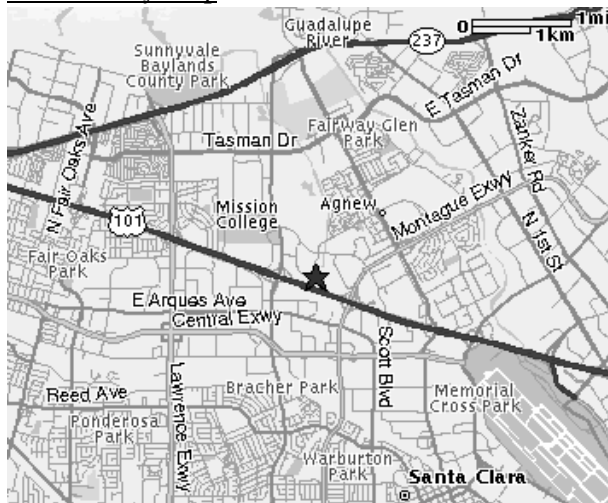 0 1mi
1km
Guadalupe
River
237
Sunnyvale
Baylands
County Park
E Tasman Dr
Zanker Rd
N Fair Oaks Ave
Tasman Dr
Fairway Glen
Park
Mission
College
Agnew
Montague Exwy
N 1st St
101
Fair Oaks
Park
E Arques Ave
Central Exwy
Scott Blvd
Lawrence Exwy
Reed Ave
Bracher Park
Memorial
Cross Park
Ponderosa
Park
Warburton
Park
Santa Clara